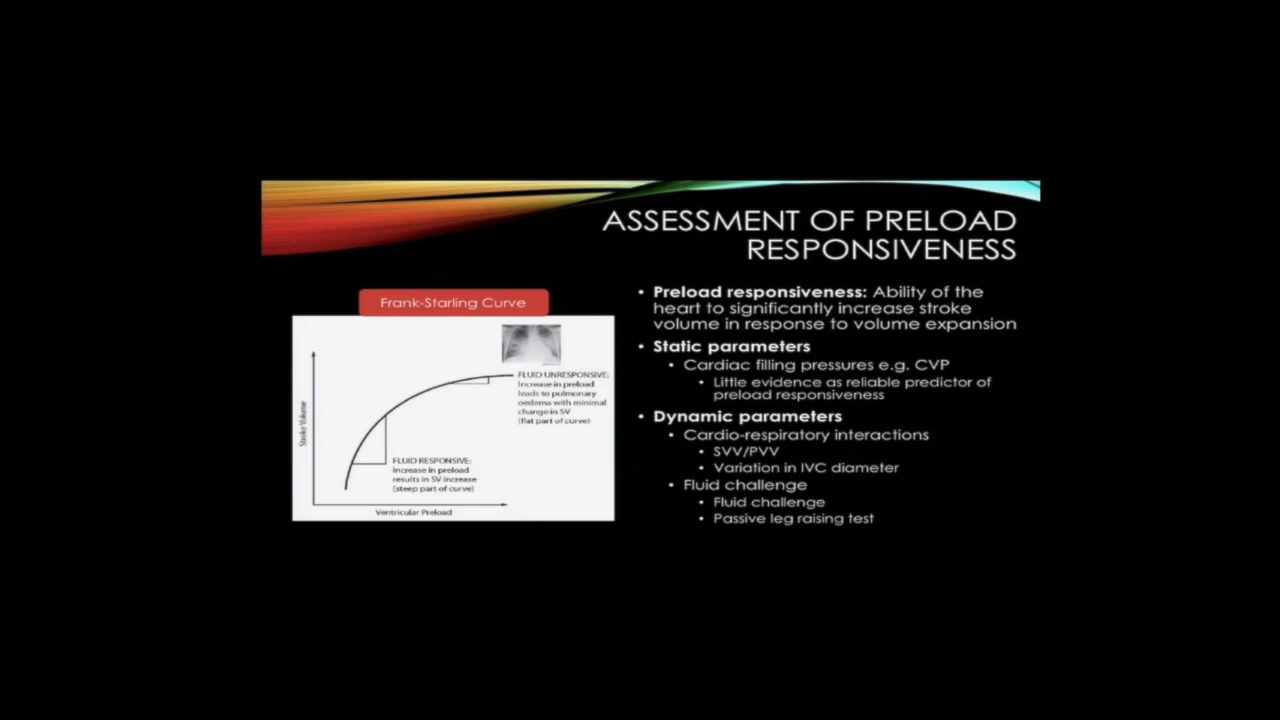 ASSESSMENT OF PRELOAD
RESPONSIVENESS
Frank-Starling Curve
Stroke Volume
FLUID UNRESPONSIVE:
Increase in preload
leads to pulmonary
oedema with minimal
change in SV
(flat part of curve)
FLUID RESPONSIVE:
Increase in preload
results in SV increase
(steep part of curve)
Ventricular Preload
• Preload responsiveness: Ability of the
heart to significantly increase stroke
volume in response to volume expansion
• Static parameters
• Cardiac filling pressures e.g. CVP
• Little evidence as reliable predictor of
preload responsiveness
• Dynamic parameters
• Cardio-respiratory interactions
• SVV/PVV
• Variation in IVC diameter
• Fluid challenge
• Fluid challenge
• Passive leg raising test